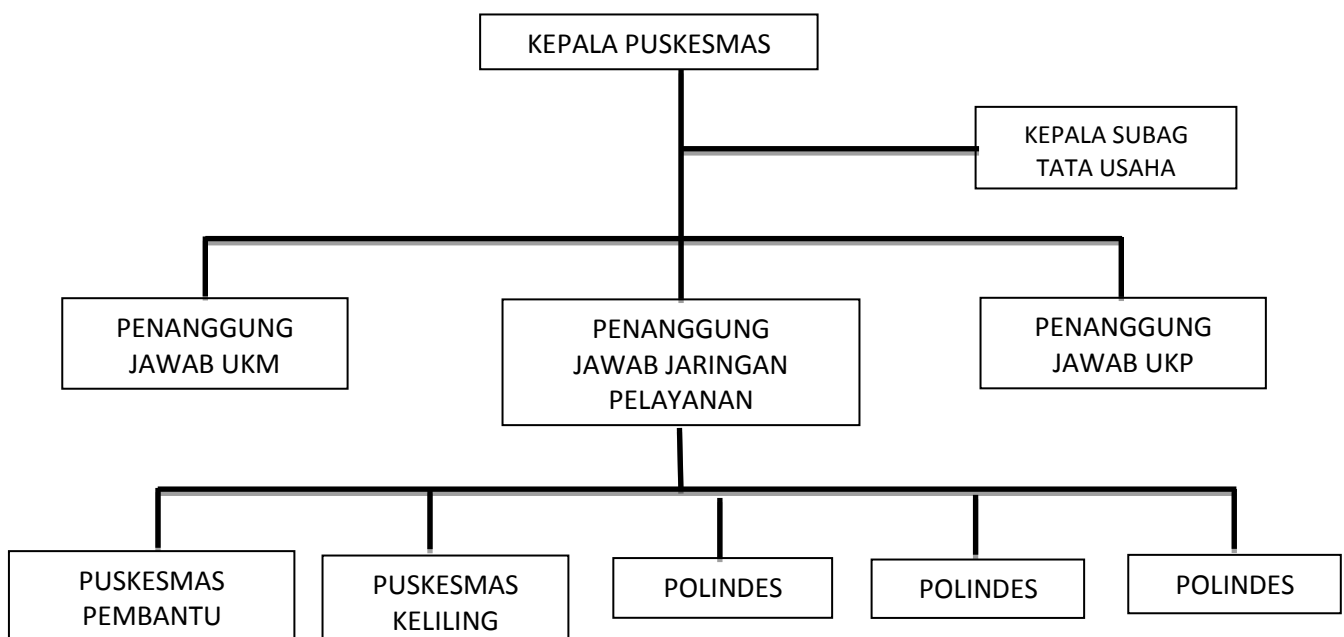 KEPALA PUSKESMAS
KEPALA SUBAG
TATA USAHA
PENANGGUNG
JAWAB UKM
PENANGGUNG
JAWAB JARINGAN
PELAYANAN
PENANGGUNG
JAWAB UKP
PUSKESMAS
PEMBANTU
PUSKESMAS
KELILING
POLINDES
POLINDES
POLINDES